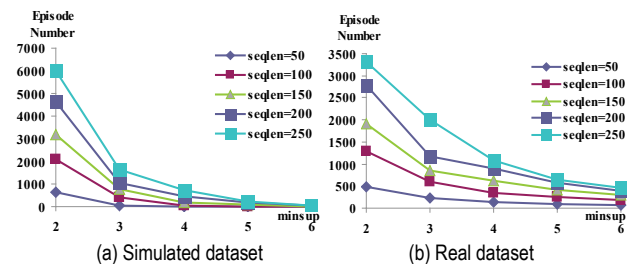 Episode
Number
7000
6000
5000
4000
3000
2000
1000
0
seqlen=50
seqlen=100
seqlen=150
seqlen=200
seqlen=250
minsup
2 3 4 5 6
(a) Simulated dataset
Episode
Number
3500
3000
2500
2000
1500
1000
500
0
seqlen=50
seqlen=100
seqlen=150
seqlen=200
seqlen=250
minsup
2 3 4 5 6
(b) Real dataset